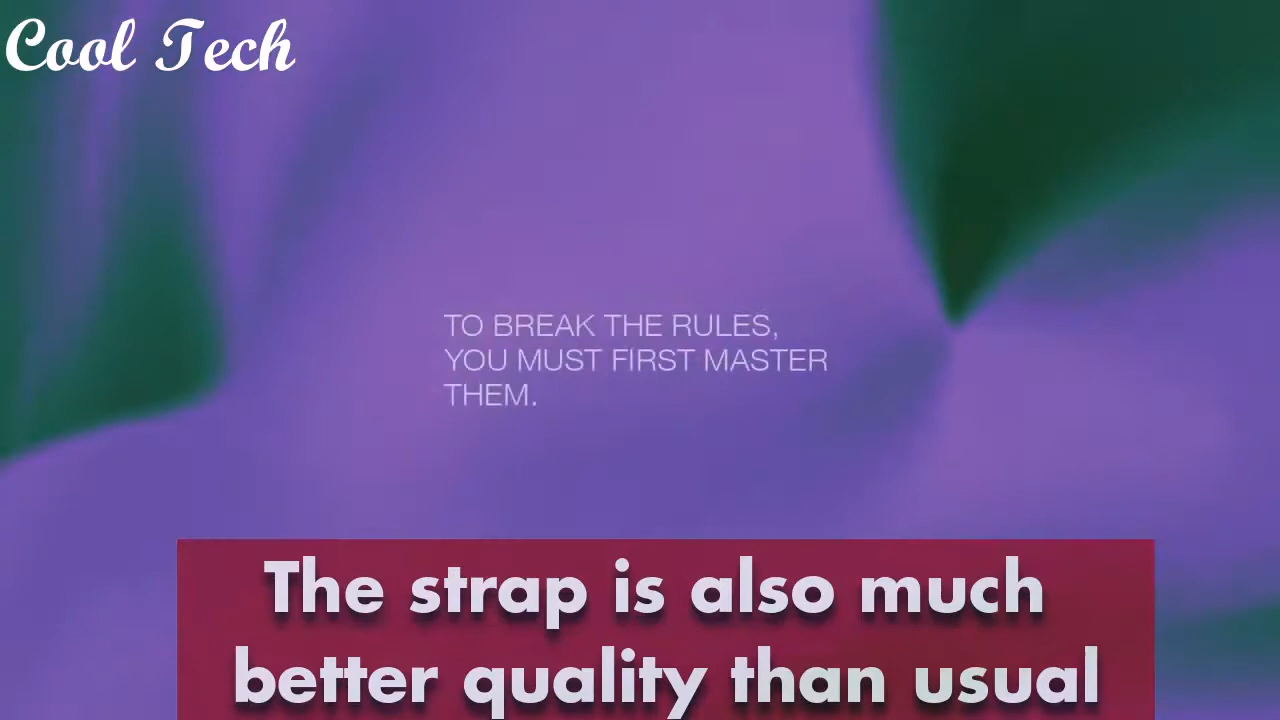 Cool Tech
TO BREAK THE RULES,
YOU MUST FIRST MASTER
THEM.
The strap is also much
better quality than usual